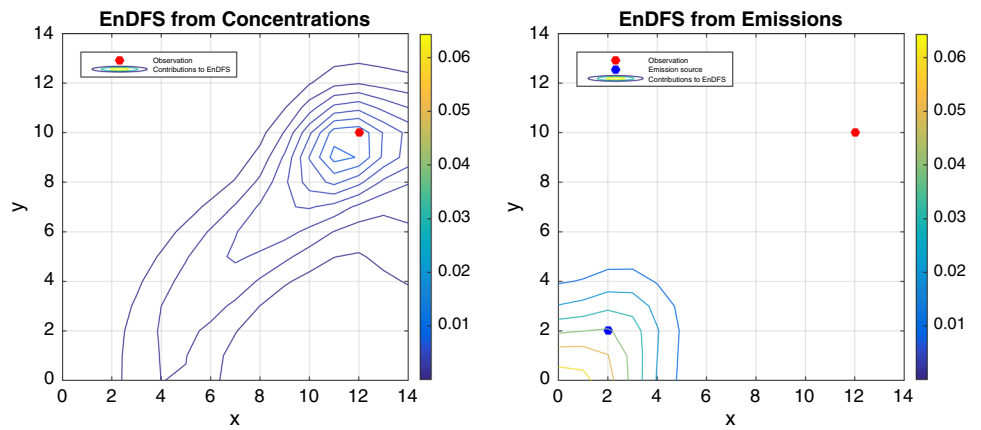 EnDFS from Concentrations
14
12
10
8
6
4
2
0
y
Observation
Contributions to EnDFS
0 2 4 6 8 10 12 14
x
0.06
0.05
0.04
0.03
0.02
0.01
EnDFS from Emissions
14
12
10
8
6
4
2
0
y
Observation
Emission source
Contributions to EnDFS
0 2 4 6 8 10 12 14
x
0.06
0.05
0.04
0.03
0.02
0.01